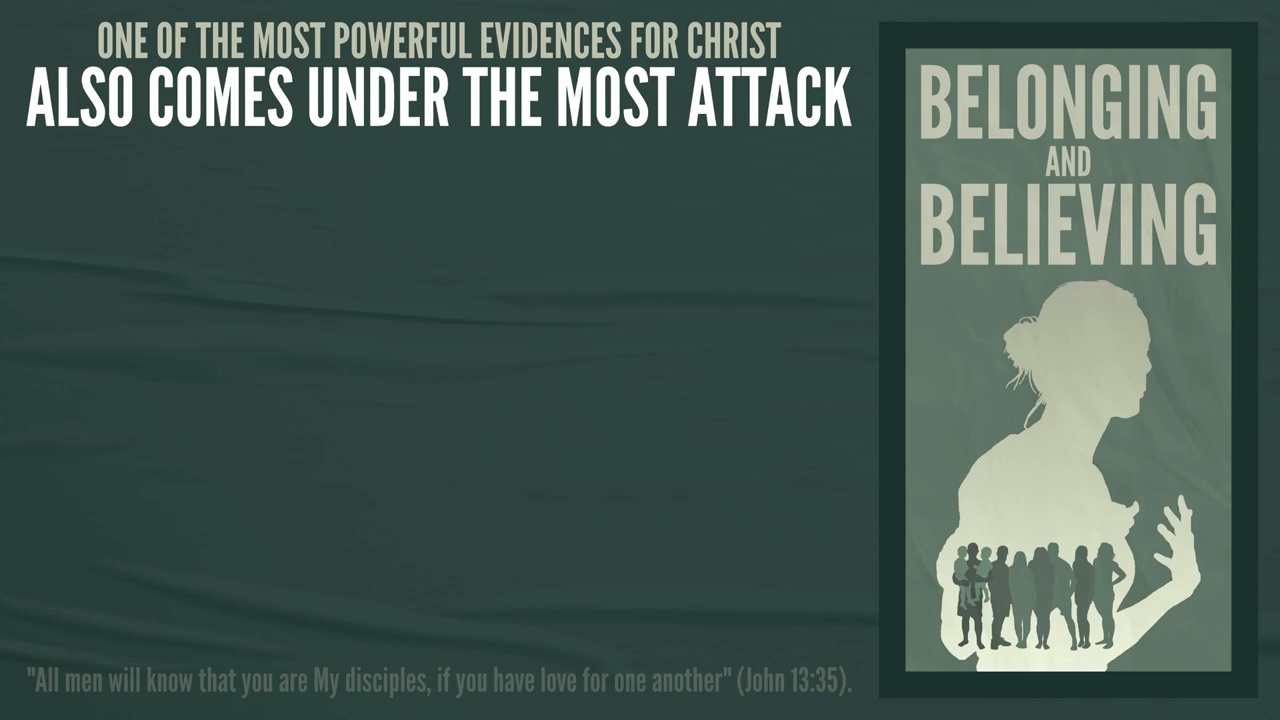 ONE OF THE MOST POWERFUL EVIDENCES FOR CHRIST
ALSO COMES UNDER THE MOST ATTACK
BELONGING
AND
BELIEVING
"All men will know that you are My disciples, if you have love for one another" (John 13:35).